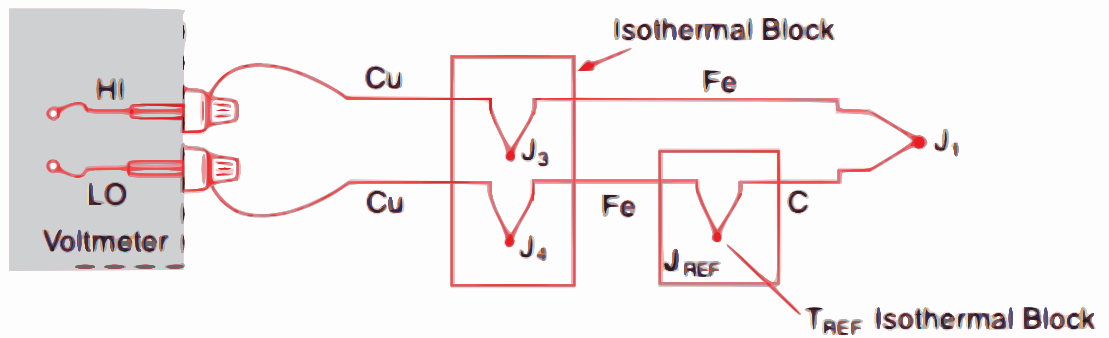 Isothermal Block
Cu
Fe
HI
J3
J1
LO
Cu
Fe
C
J4
Voltmeter
JREF
TREF Isothermal Block